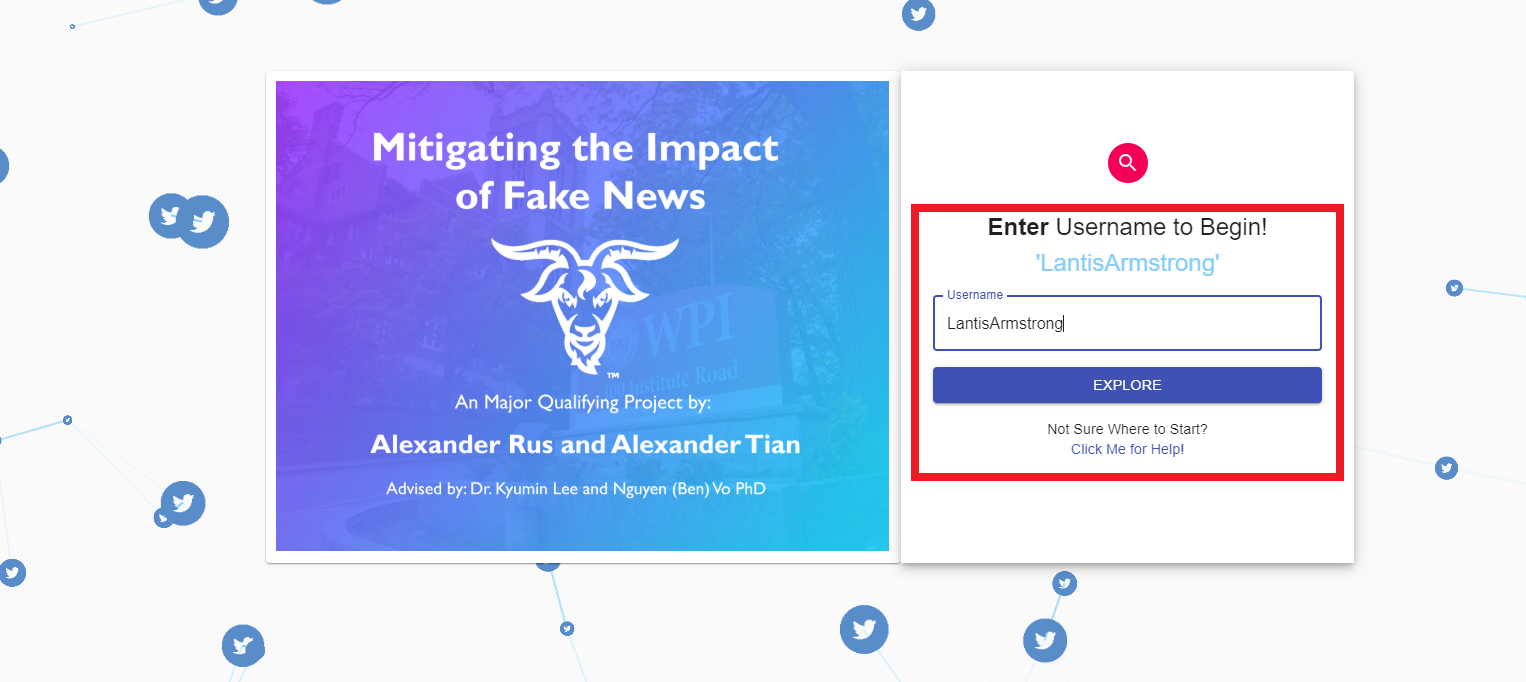 Mitigating the Impact
of Fake News
WPI
100 Institute Road
™
An Major Qualifying Project by:
Alexander Rus and Alexander Tian
Advised by: Dr. Kyumin Lee and Nguyen (Ben) Vo PhD
Enter Username to Begin!
'LantisArmstrong'
Username
LantisArmstrong
EXPLORE
Not Sure Where to Start?
Click Me for Help!